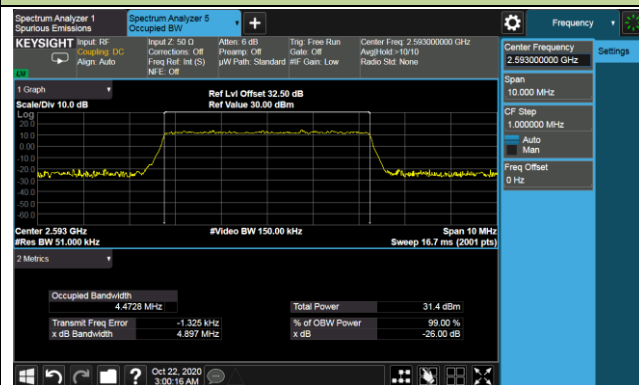 Spectrum Analyzer 1
Spurious Emissions
Spectrum Analyzer 5
Occupied BW
Frequency
KEYSIGHT
Input: RF
Coupling: DC
Align: Auto
Input Z: 50 Ω
Corrections: Off
Freq Ref: Int (S)
NFE: Off
Atten: 6 dB
Preamp: Off
µW Path: Standard
Trig: Free Run
Gate: Off
#IF Gain: Low
Center Freq: 2.593000000 GHz
Avg|Hold:>10/10
Radio Std: None
Center Frequency
2.593000000 GHz
Settings
Span
10.000 MHz
CF Step
1.000000 MHz
Auto
Man
Freq Offset
0 Hz
1 Graph
Scale/Div 10.0 dB
Ref Lvl Offset 32.50 dB
Ref Value 30.00 dBm
Log
20.0
10.0
0.00
-10.0
-20.0
-30.0
-40.0
-50.0
-60.0
Center 2.593 GHz
#Res BW 51.000 kHz
#Video BW 150.00 kHz
Span 10 MHz
Sweep 16.7 ms (2001 pts)
2 Metrics
Occupied Bandwidth
4.4728 MHz
Total Power
31.4 dBm
Transmit Freq Error
-1.325 kHz
% of OBW Power
99.00 %
x dB Bandwidth
4.897 MHz
x dB
-26.00 dB
Oct 22, 2020
3:00:16 AM